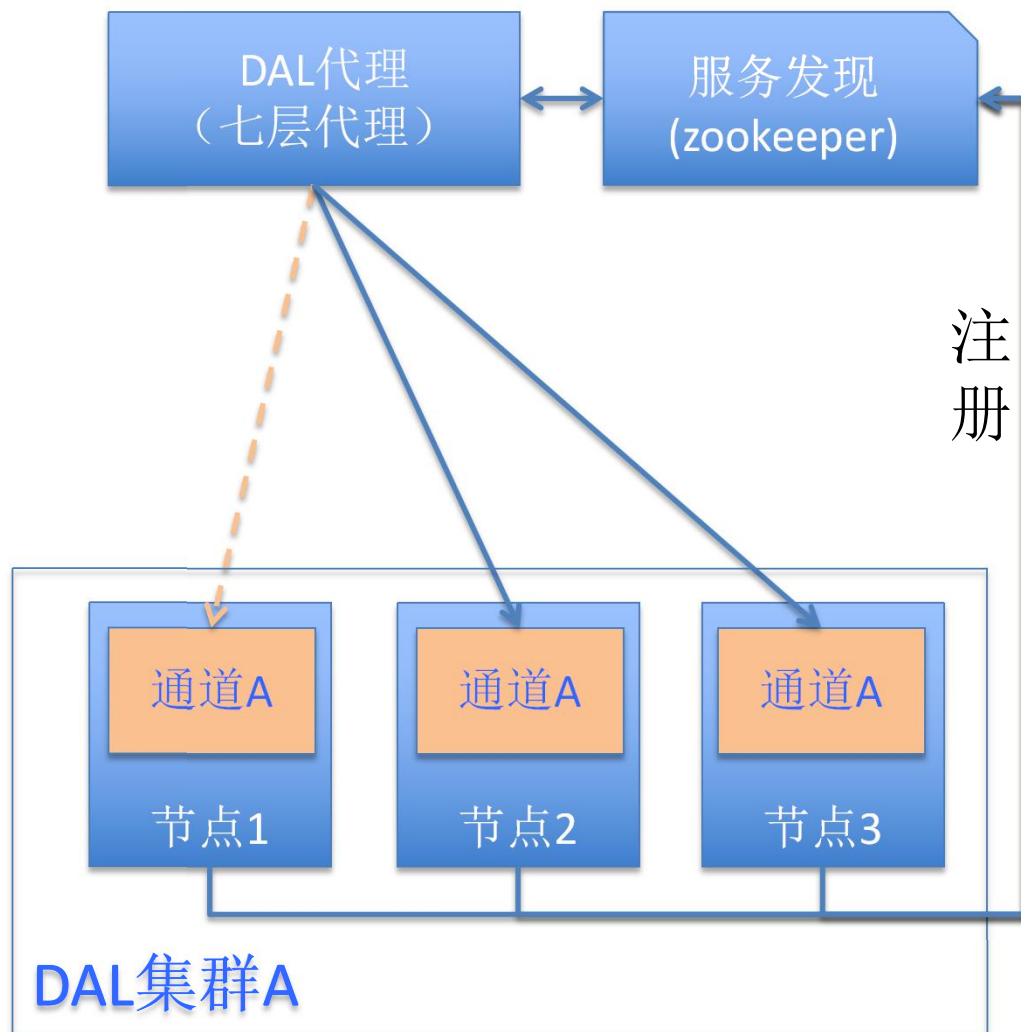 DAL代理
（七层代理）
服务发现
(zookeeper)
注
册
通道A
通道A
通道A
节点1
节点2
节点3
DAL集群A